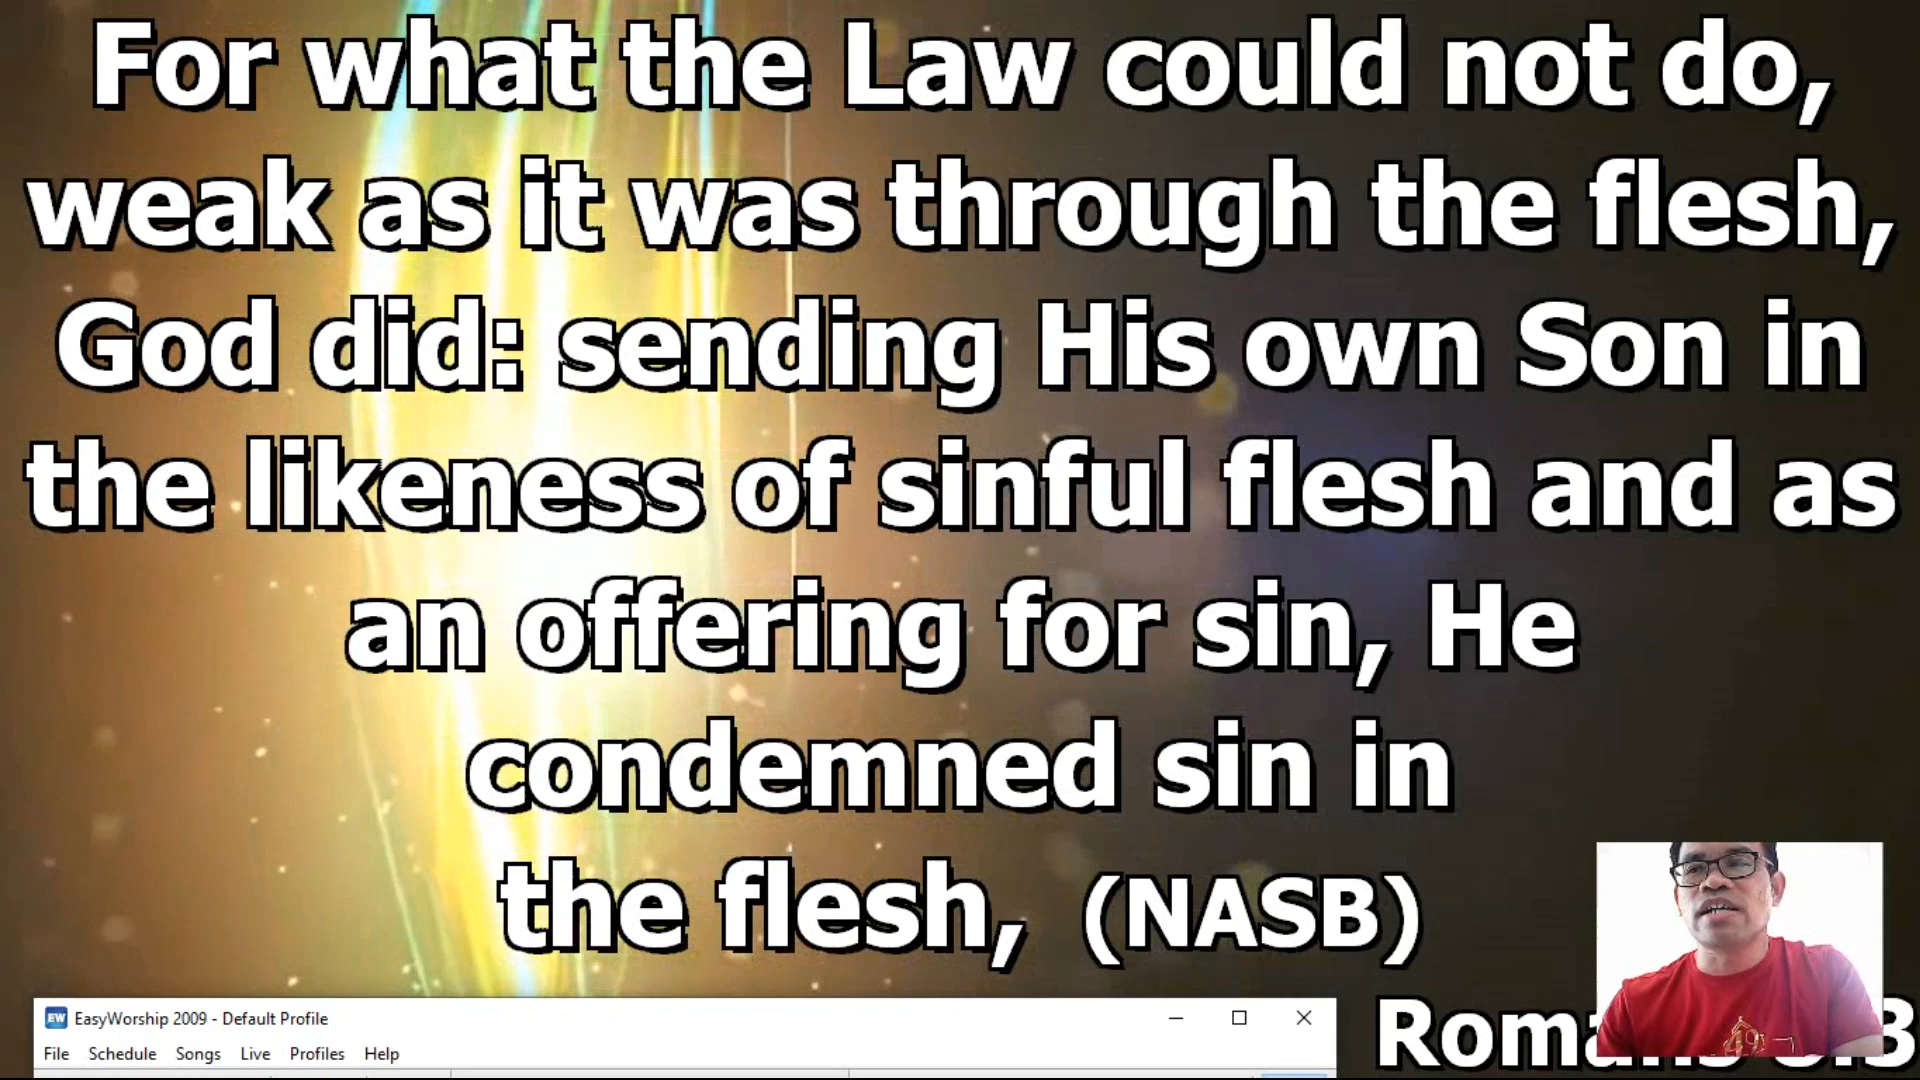 For what the Law could not do,
weak as it was through the flesh,
God did: sending His own Son in
the likeness of sinful flesh and as
an offering for sin, He
condemned sin in
the flesh, (NASB)
EW EasyWorship 2009 - Default Profile
File Schedule Songs Live Profiles Help